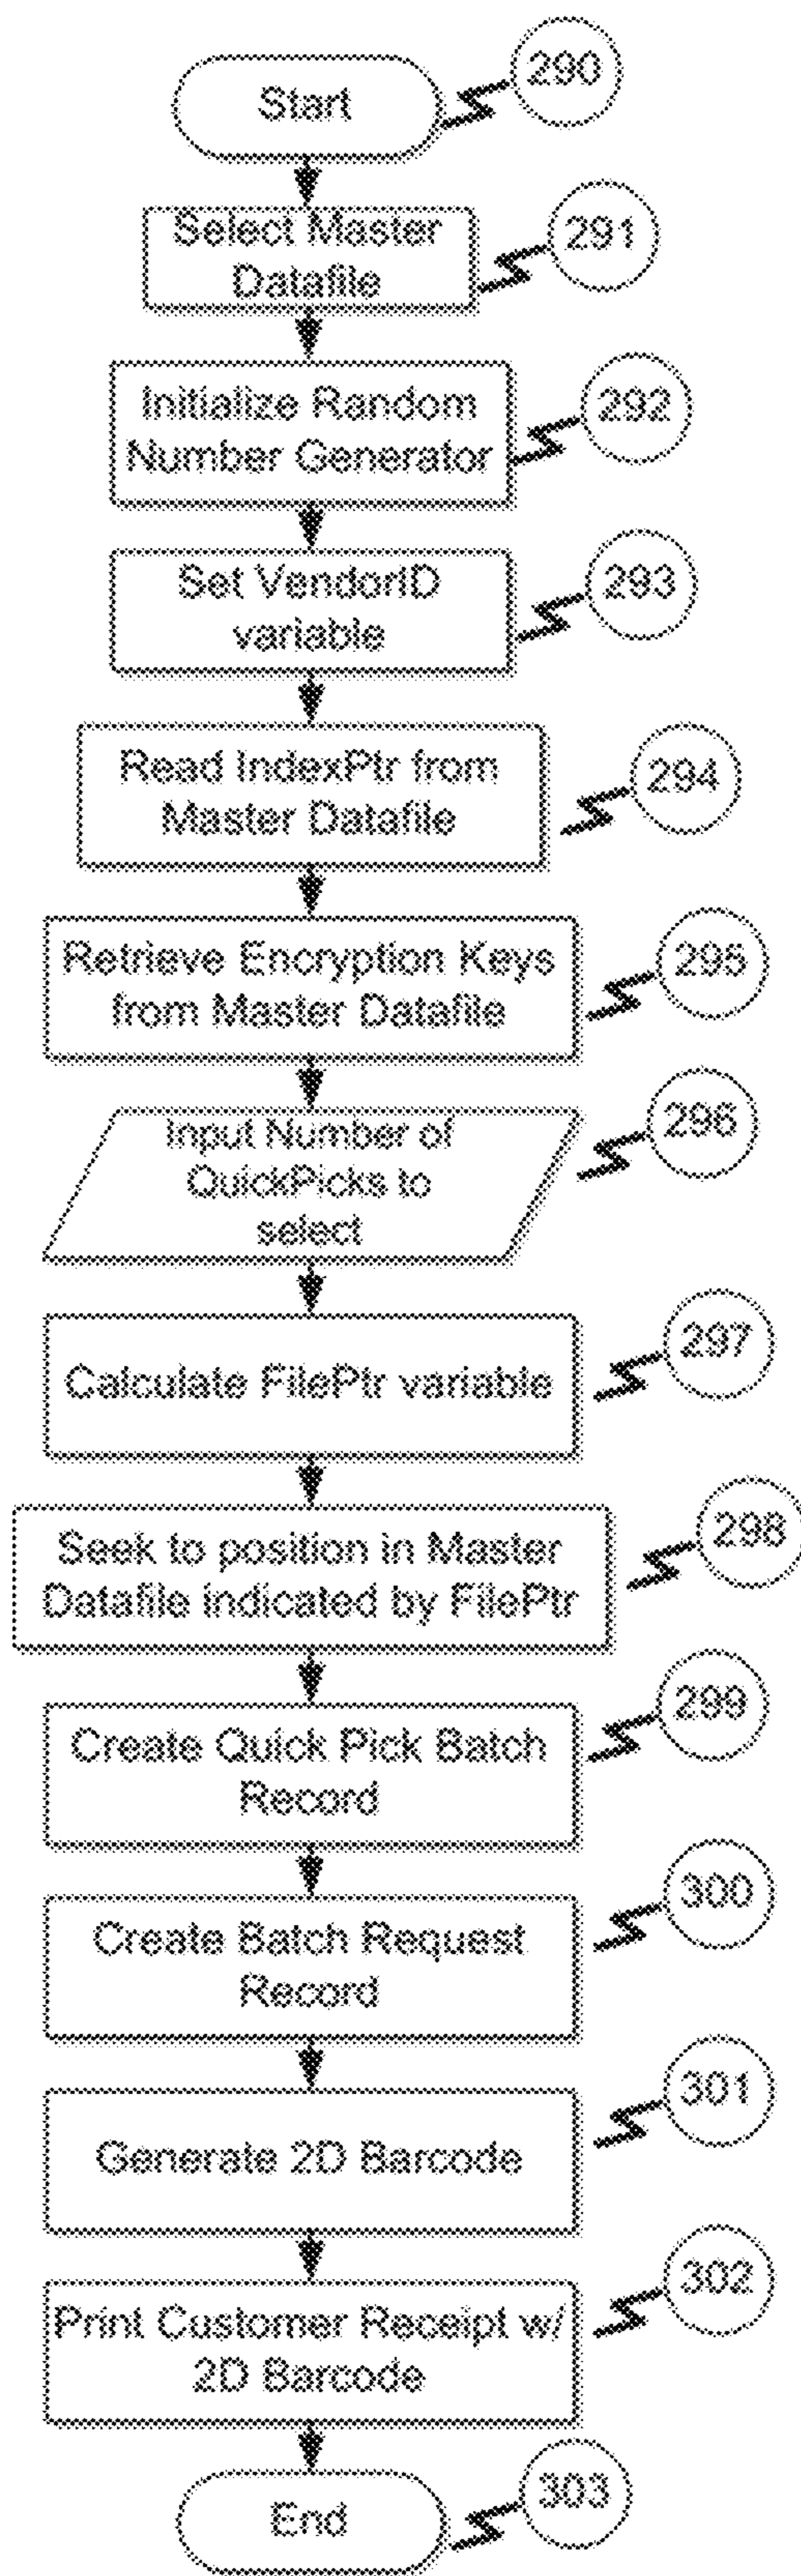 290
Start
Select Master
291
Datafile
Initialize Random
292
Number Generator
Set VendorID
293
variable
Read IndexPtr from
294
Master Datafile
Retrieve Encryption Keys
295
from Master Datafile
Input Number of
296
QuickPicks to
select
297
Calculate FilePtr variable
Seek to position in Master
298
Datafile indicated by FilePtr
299
Create Quick Pick Batch
Record
300
Create Batch Request
Record
301
Generate 2D Barcode
302
Print Customer Receipt w/
2D Barcode
303
End